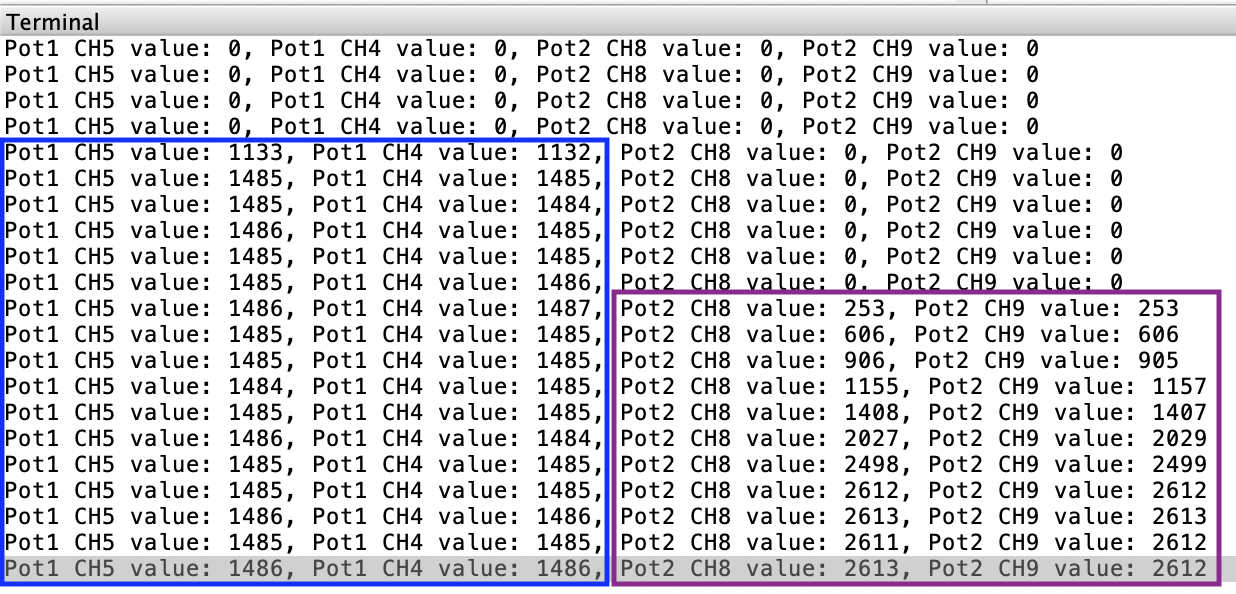 Terminal
Pot1 CH5 value: 0, Pot1 CH4 value: 0, Pot2 CH8 value: 0, Pot2 CH9 value: 0
Pot1 CH5 value: 0, Pot1 CH4 value: 0, Pot2 CH8 value: 0, Pot2 CH9 value: 0
Pot1 CH5 value: 0, Pot1 CH4 value: 0, Pot2 CH8 value: 0, Pot2 CH9 value: 0
Pot1 CH5 value: 0, Pot1 CH4 value: 0, Pot2 CH8 value: 0, Pot2 CH9 value: 0
Pot1 CH5 value: 1133, Pot1 CH4 value: 1132, Pot2 CH8 value: 0, Pot2 CH9 value: 0
Pot1 CH5 value: 1485, Pot1 CH4 value: 1485, Pot2 CH8 value: 0, Pot2 CH9 value: 0
Pot1 CH5 value: 1485, Pot1 CH4 value: 1484, Pot2 CH8 value: 0, Pot2 CH9 value: 0
Pot1 CH5 value: 1486, Pot1 CH4 value: 1485, Pot2 CH8 value: 0, Pot2 CH9 value: 0
Pot1 CH5 value: 1485, Pot1 CH4 value: 1485, Pot2 CH8 value: 0, Pot2 CH9 value: 0
Pot1 CH5 value: 1485, Pot1 CH4 value: 1486, Pot2 CH8 value: 0, Pot2 CH9 value: 0
Pot1 CH5 value: 1486, Pot1 CH4 value: 1487, Pot2 CH8 value: 253, Pot2 CH9 value: 253
Pot1 CH5 value: 1485, Pot1 CH4 value: 1485, Pot2 CH8 value: 606, Pot2 CH9 value: 606
Pot1 CH5 value: 1485, Pot1 CH4 value: 1485, Pot2 CH8 value: 906, Pot2 CH9 value: 905
Pot1 CH5 value: 1484, Pot1 CH4 value: 1485, Pot2 CH8 value: 1155, Pot2 CH9 value: 1157
Pot1 CH5 value: 1485, Pot1 CH4 value: 1485, Pot2 CH8 value: 1408, Pot2 CH9 value: 1407
Pot1 CH5 value: 1486, Pot1 CH4 value: 1484, Pot2 CH8 value: 2027, Pot2 CH9 value: 2029
Pot1 CH5 value: 1485, Pot1 CH4 value: 1485, Pot2 CH8 value: 2498, Pot2 CH9 value: 2499
Pot1 CH5 value: 1485, Pot1 CH4 value: 1485, Pot2 CH8 value: 2612, Pot2 CH9 value: 2612
Pot1 CH5 value: 1486, Pot1 CH4 value: 1486, Pot2 CH8 value: 2613, Pot2 CH9 value: 2613
Pot1 CH5 value: 1485, Pot1 CH4 value: 1485, Pot2 CH8 value: 2611, Pot2 CH9 value: 2612
Pot1 CH5 value: 1486, Pot1 CH4 value: 1486, Pot2 CH8 value: 2613, Pot2 CH9 value: 2612